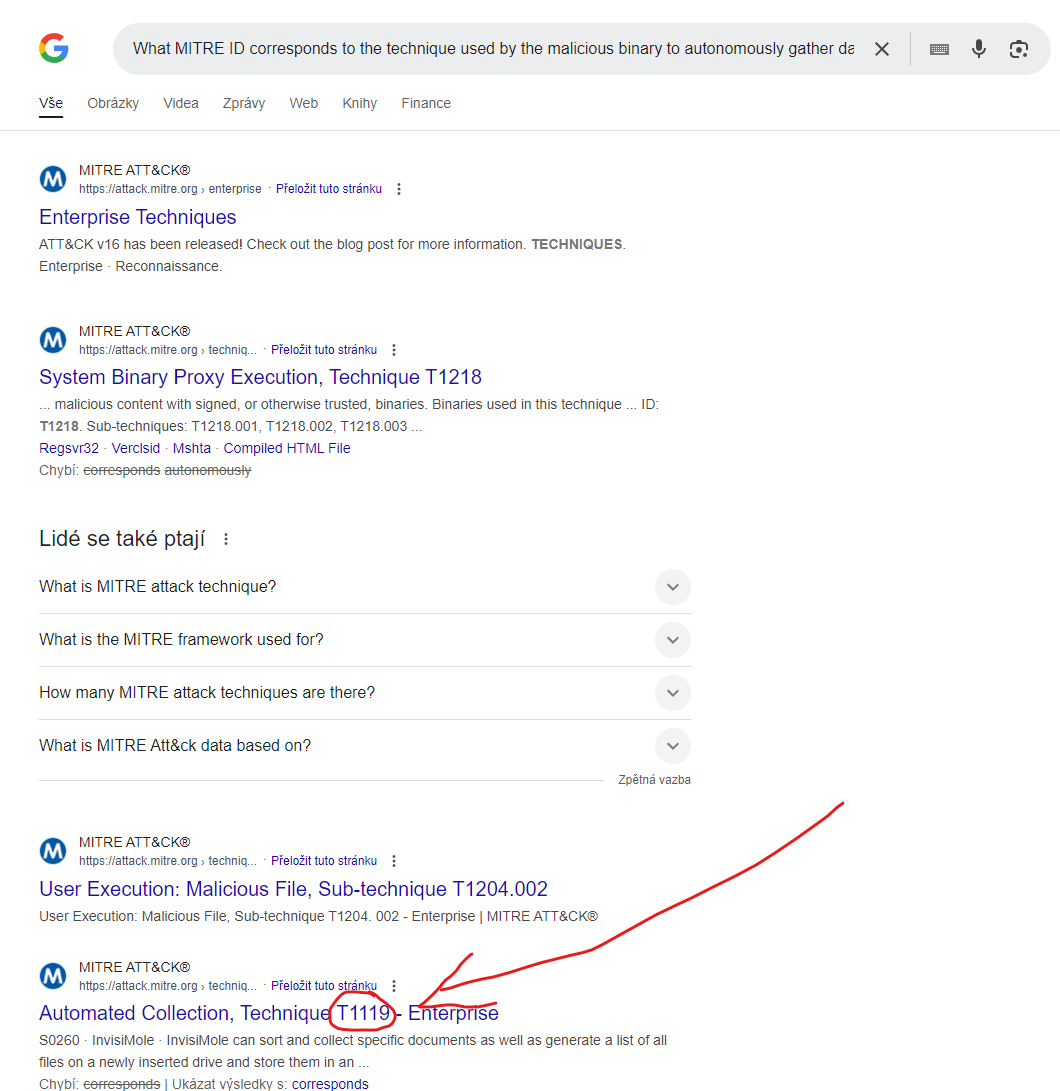 What MITRE ID corresponds to the technique used by the malicious binary to autonomously gather da
Vše Obrázky Videa Zprávy Web Knihy Finance
MITRE ATT&CK®
https://attack.mitre.org › enterprise · Přeložit tuto stránku
Enterprise Techniques
ATT&CK v16 has been released! Check out the blog post for more information. TECHNIQUES.
Enterprise · Reconnaissance.
MITRE ATT&CK®
https://attack.mitre.org › techniq... · Přeložit tuto stránku
System Binary Proxy Execution, Technique T1218
... malicious content with signed, or otherwise trusted, binaries. Binaries used in this technique ... ID:
T1218. Sub-techniques: T1218.001, T1218.002, T1218.003 ...
Regsvr32 · Verclsid · Mshta · Compiled HTML File
Chybí: corresponds autonomously
Lidé se také ptají
What is MITRE attack technique?
What is the MITRE framework used for?
How many MITRE attack techniques are there?
What is MITRE Att&ck data based on?
Zpětná vazba
MITRE ATT&CK®
https://attack.mitre.org › techniq... · Přeložit tuto stránku
User Execution: Malicious File, Sub-technique T1204.002
User Execution: Malicious File, Sub-technique T1204. 002 - Enterprise | MITRE ATT&CK®
MITRE ATT&CK®
https://attack.mitre.org › techniq... · Přeložit tuto stránku
Automated Collection, Technique T1119 - Enterprise
S0260 · InvisiMole · InvisiMole can sort and collect specific documents as well as generate a list of all
files on a newly inserted drive and store them in an ...
Chybí: corresponds | Ukázat výsledky s: corresponds